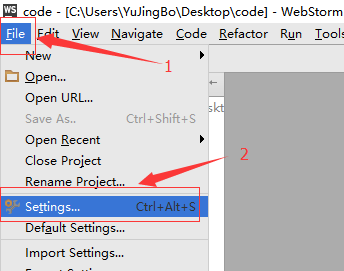 WS code - [C:\Users\YuJingBo\Desktop\code] - WebStorm
File Edit View Navigate Code Refactor Run Tools
1
New
Open...
Open URL...
Save As... Ctrl+Shift+S
Open Recent
Close Project
Rename Project...
2
Settings... Ctrl+Alt+S
Default Settings...
Import Settings...